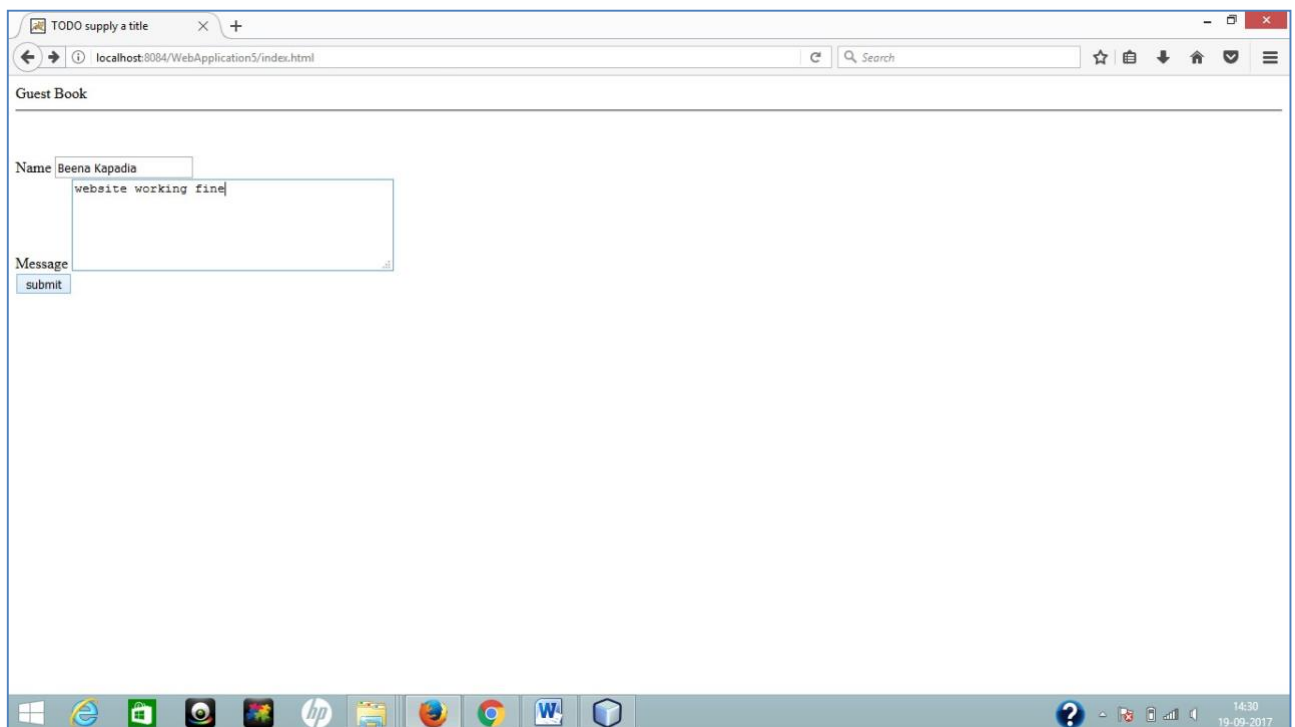 TODO supply a title
localhost:8084/WebApplication5/index.html
Search
Guest Book
Name Beena Kapadia
website working fine
Message
submit
hp
W
?
14:30
19-09-2017